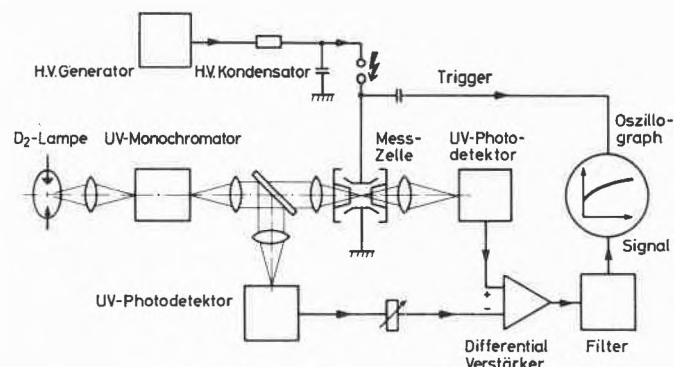 H.V. Generator
H.V. Kondensator
Trigger
Oszillo-
graph
D2-Lampe
UV-Monochromator
Mess-
Zelle
UV-Photo-
detektor
Signal
UV-Photodetektor
+
-
Differential
Verstärker
Filter